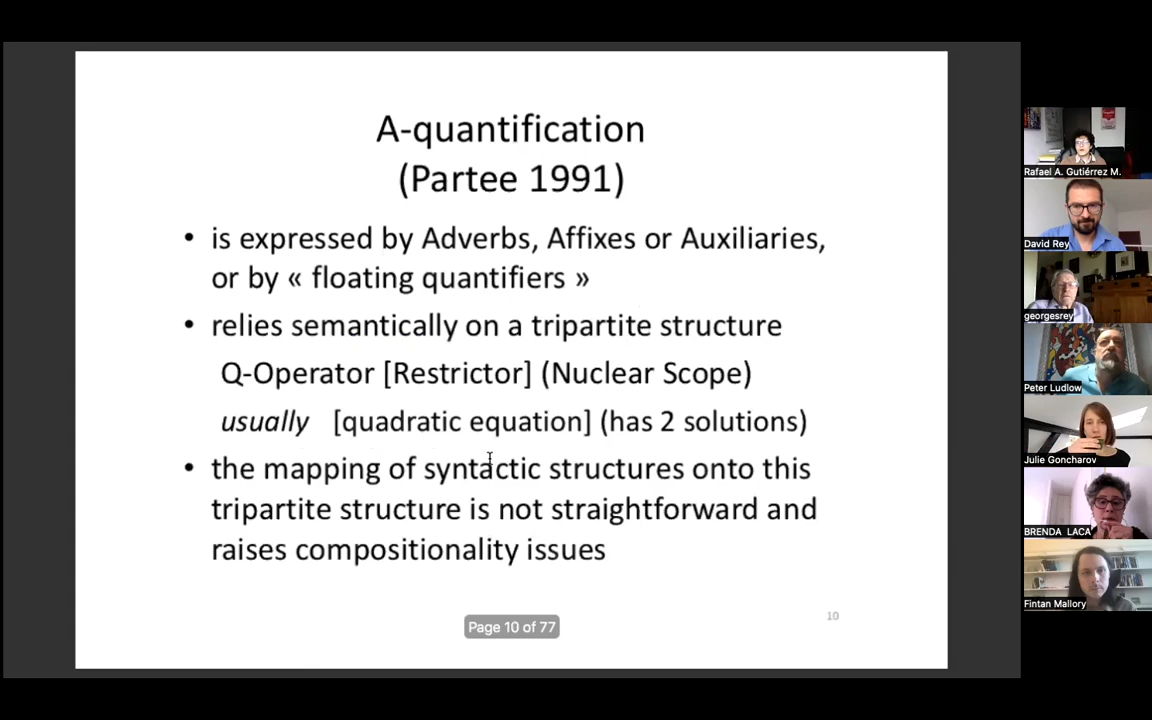 A-quantification
(Partee 1991)
• is expressed by Adverbs, Affixes or Auxiliaries,
or by « floating quantifiers »
• relies semantically on a tripartite structure
Q-Operator [Restrictor] (Nuclear Scope)
usually [quadratic equation] (has 2 solutions)
• the mapping of syntactic structures onto this
tripartite structure is not straightforward and
raises compositionality issues
Page 10 of 77
10
Rafael A. Gutiérrez M.
David Rey
georgesrey
Peter Ludlow
Julie Goncharov
BRENDA LACA
Fintan Mallory